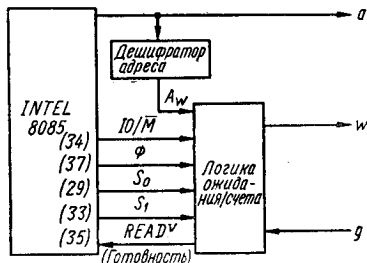 a
Дешифратор
адреса
INTEL
8085
A_W
(34) IO/M̅
(37) Φ
(29) S₀
(33) S₁
(35) READʸ
(Готовность)
Логика
ожида-
ния/счета
w
g